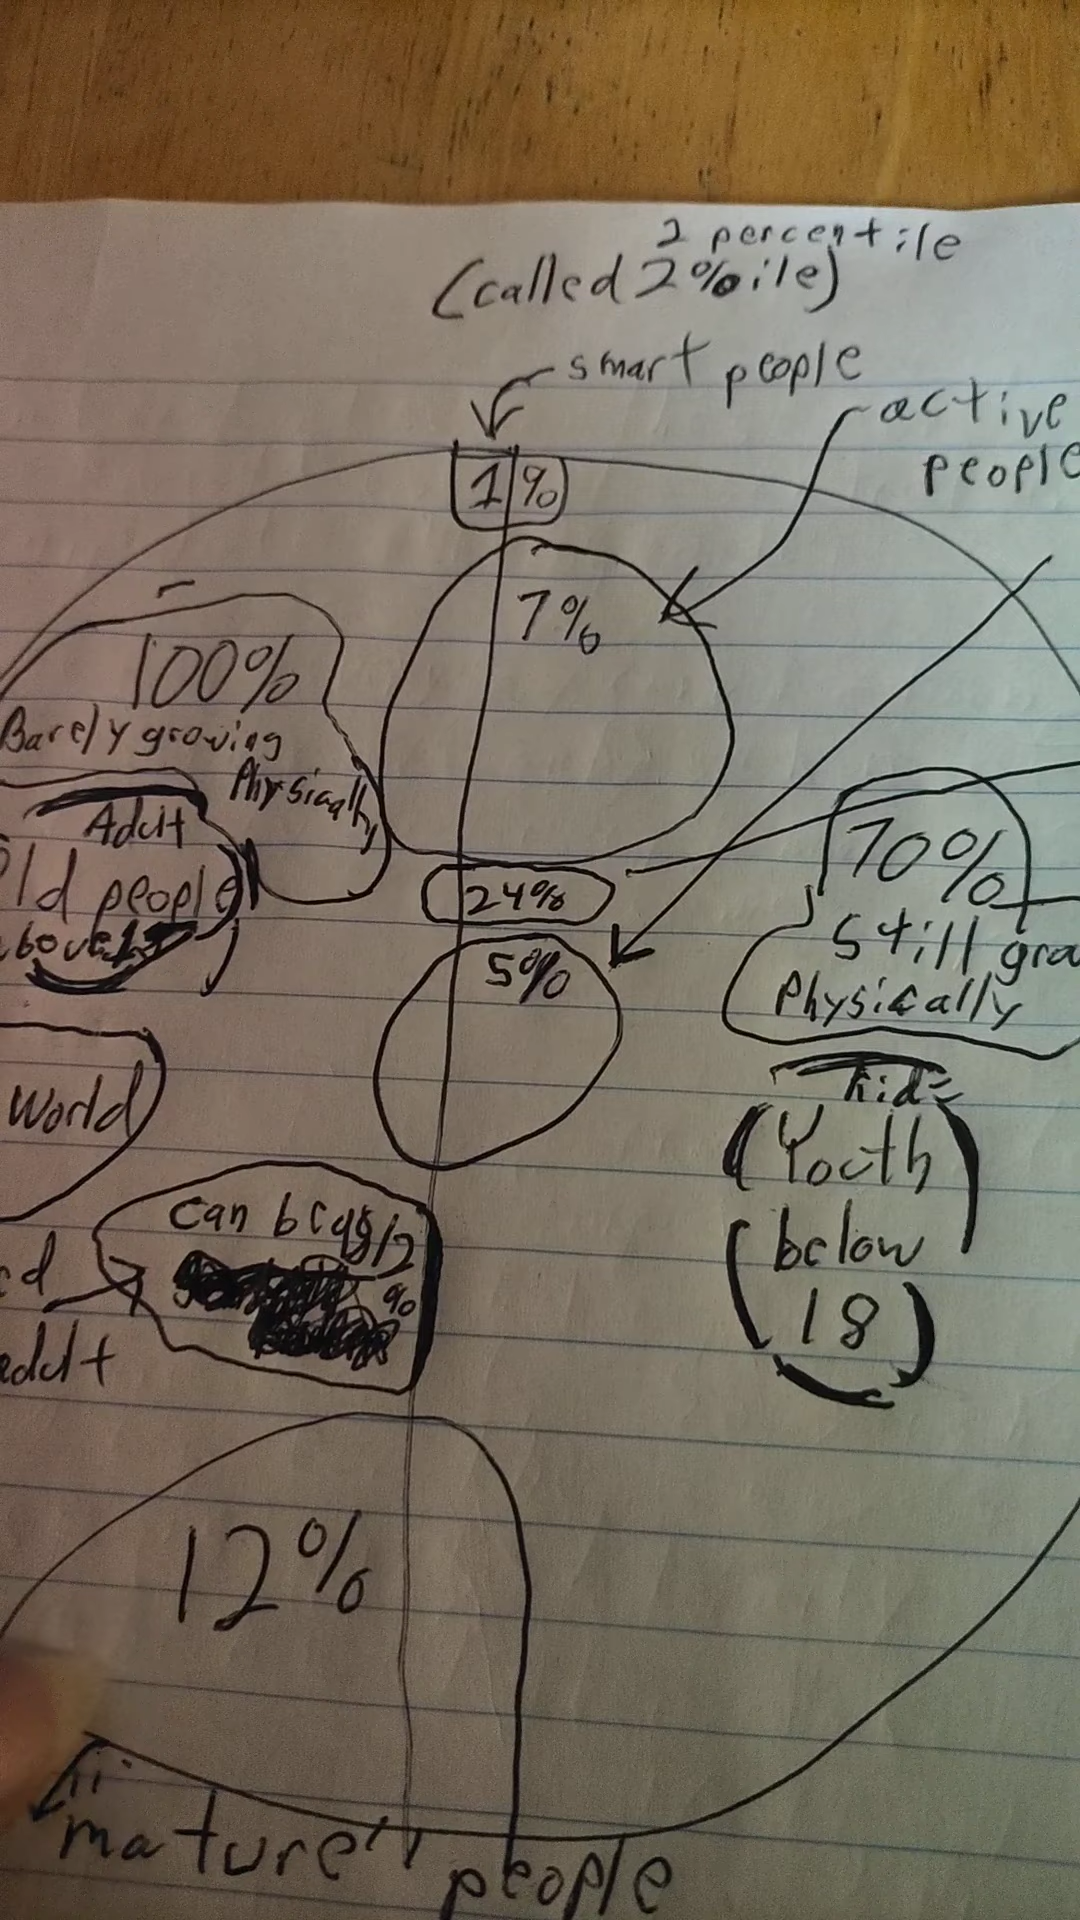 2 percentile
(called 2%ile)
smart people
active
people
1%
7%
100%
Barely growing
Physically
Adult
ld people
24%
5%
70%
Still gro
Physically
World
kid=
(Youth
below
18)
can be
%
adult
12%
"mature"
people